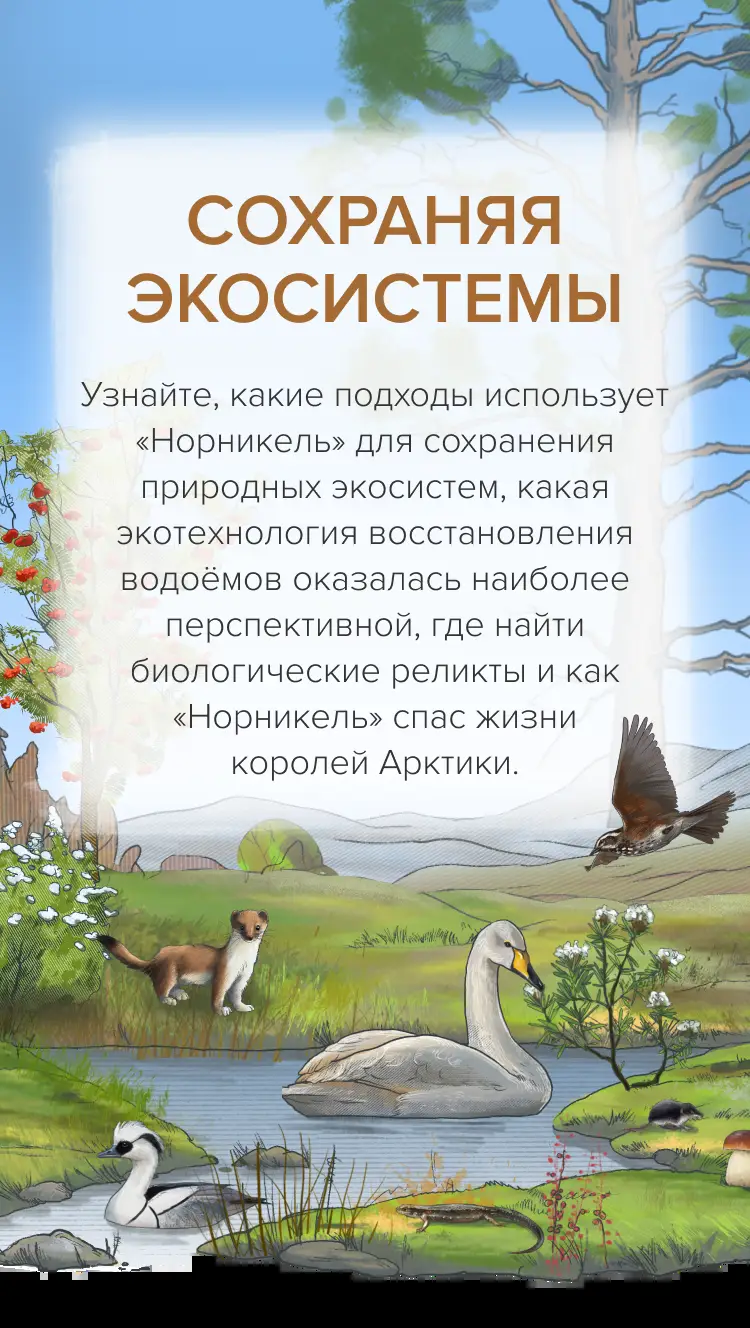 СОХРАНЯЯ
ЭКОСИСТЕМЫ
Узнайте, какие подходы использует
«Норникель» для сохранения
природных экосистем, какая
экотехнология восстановления
водоёмов оказалась наиболее
перспективной, где найти
биологические реликты и как
«Норникель» спас жизни
королей Арктики.